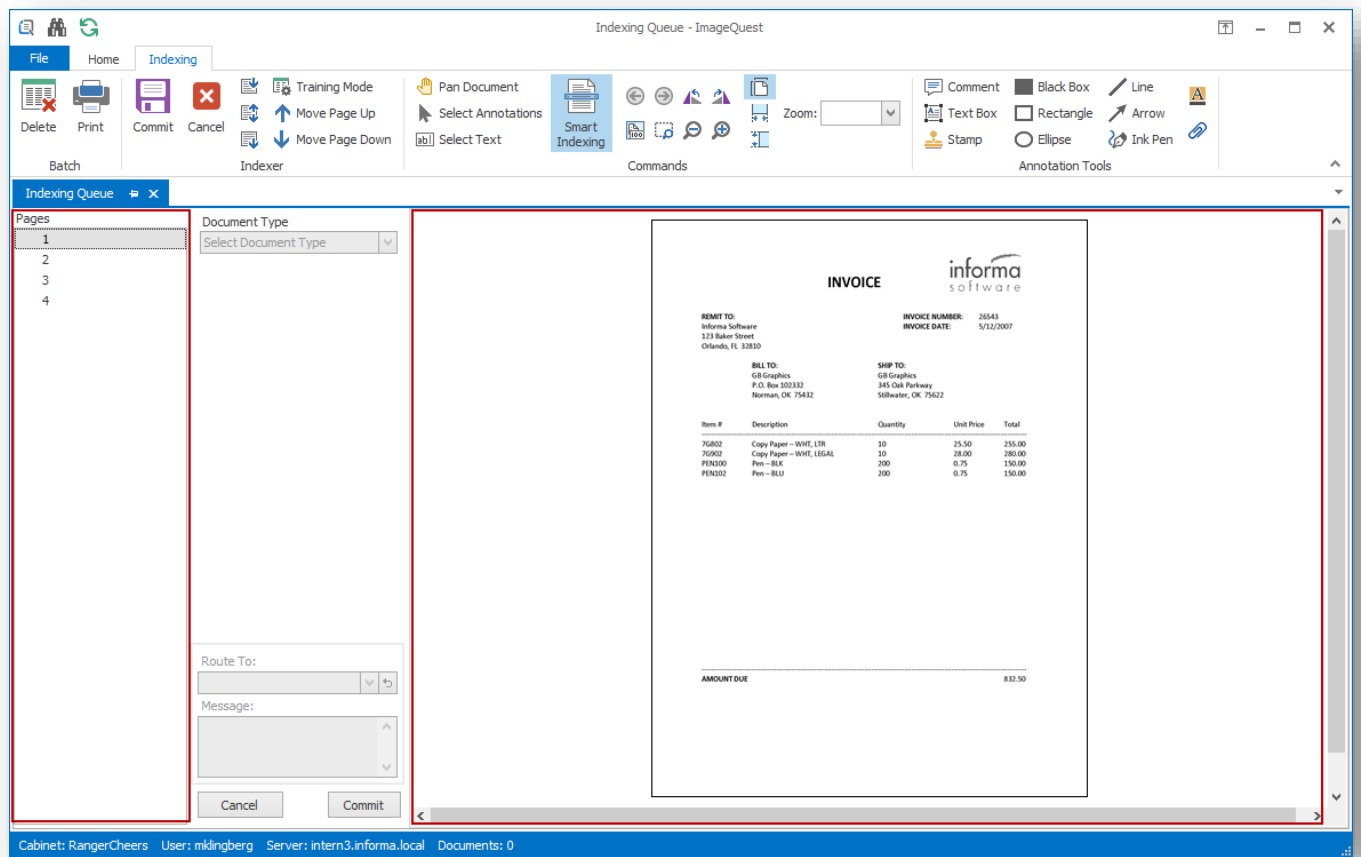 Indexing Queue - ImageQuest
File Home Indexing
Delete Print Commit Cancel Training Mode Move Page Up Move Page Down
Pan Document Select Annotations Select Text Smart Indexing Zoom:
Comment Black Box Line
Text Box Rectangle Arrow
Stamp Ellipse Ink Pen
Batch Indexer Commands Annotation Tools
Indexing Queue
Pages
1
2
3
4
Document Type
Select Document Type
Route To:
Message:
Cancel Commit
INVOICE
informa
software
REMIT TO: INVOICE NUMBER: 26543
Informa Software INVOICE DATE: 5/12/2007
123 Baker Street
Orlando, FL 32810
BILL TO: SHIP TO:
GB Graphics GB Graphics
P.O. Box 102332 345 Oak Parkway
Norman, OK 75432 Stillwater, OK 75622
Item # Description Quantity Unit Price Total
7G802 Copy Paper – WHT, LTR 10 25.50 255.00
7G902 Copy Paper – WHT, LEGAL 10 28.00 280.00
PEN100 Pen – BLK 200 0.75 150.00
PEN102 Pen – BLU 200 0.75 150.00
AMOUNT DUE 832.50
Cabinet: RangerCheers User: mklingberg Server: intern3.informa.local Documents: 0